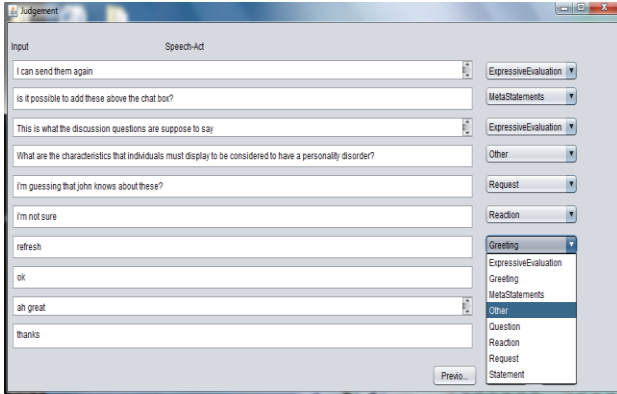 Judgement
Input Speech-Act
I can send them again ExpressiveEvaluation
is it possible to add these above the chat box? MetaStatements
This is what the discussion questions are suppose to say ExpressiveEvaluation
What are the characteristics that individuals must display to be considered to have a personality disorder? Other
i'm guessing that john knows about these? Request
i'm not sure Reaction
refresh Greeting
ExpressiveEvaluation
ok Greeting
MetaStatements
ah great Other
Question
thanks Reaction
Request
Previo... Statement